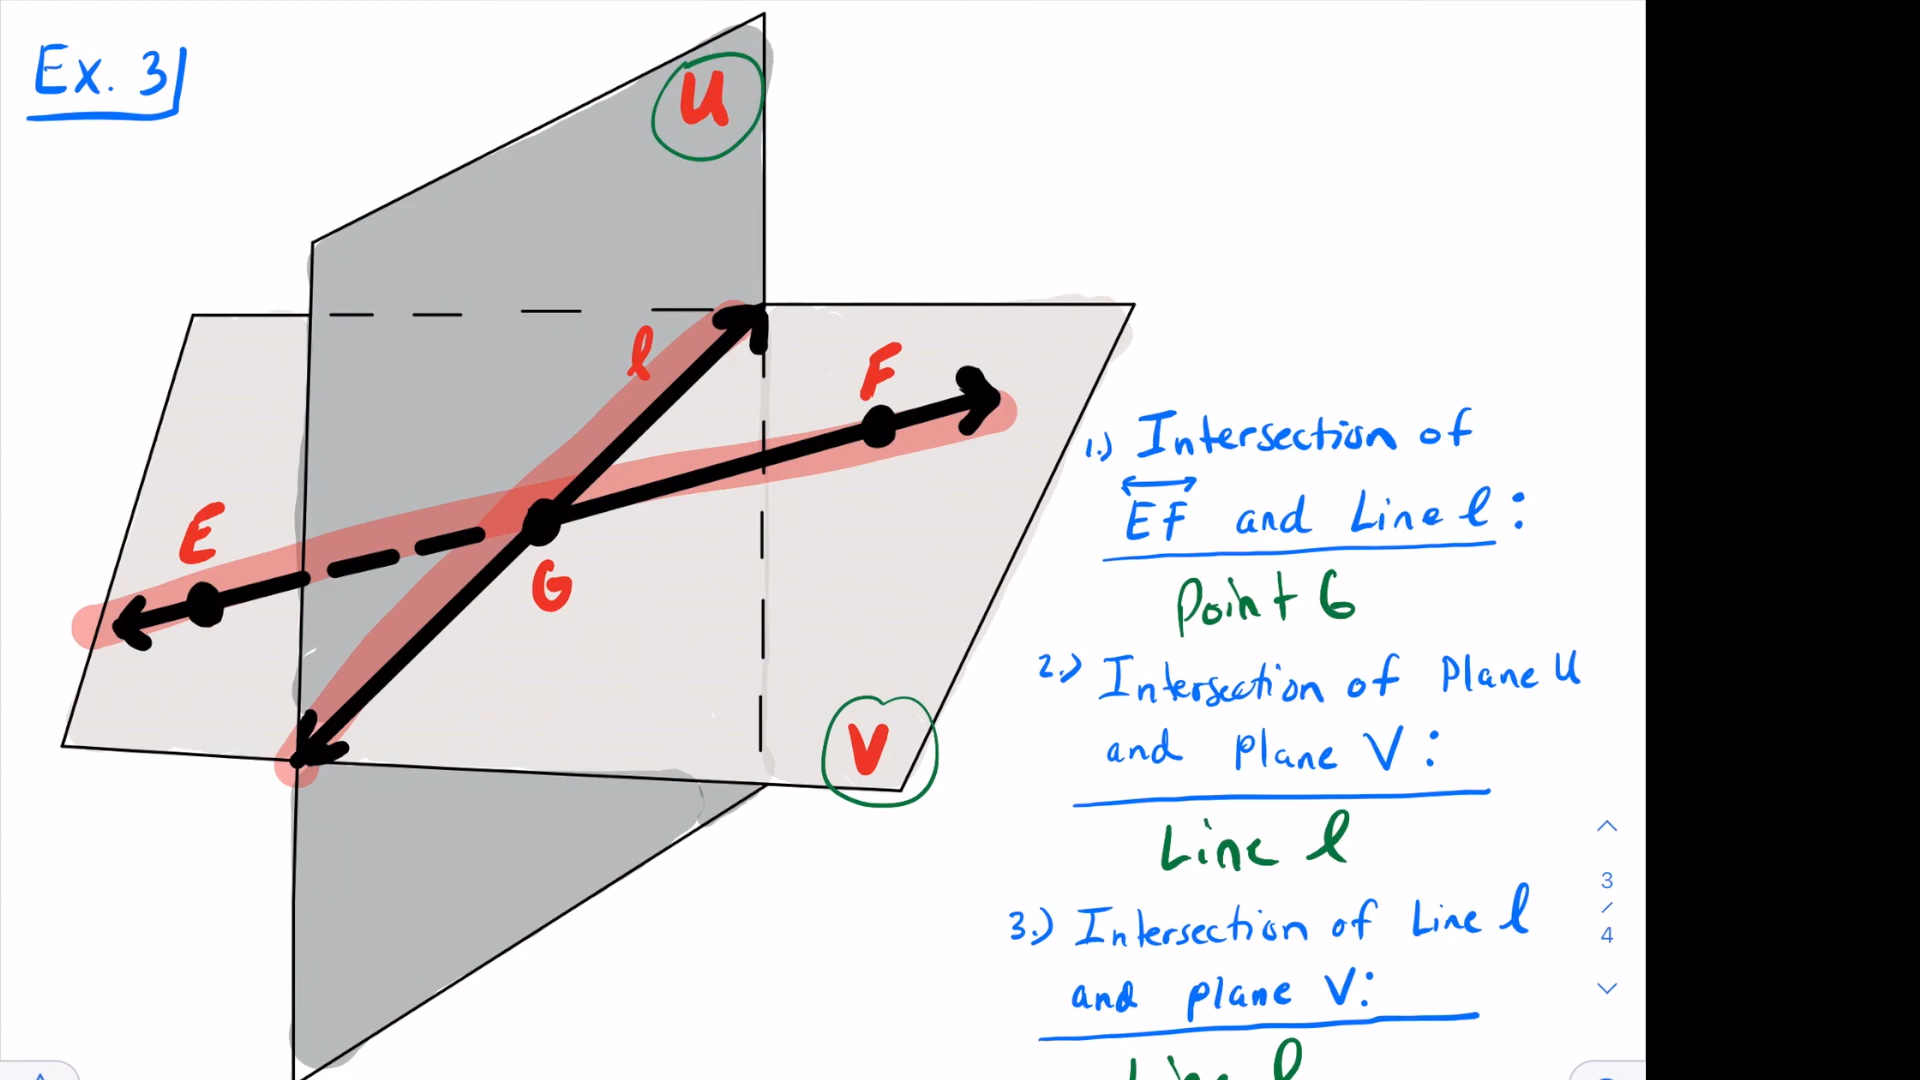 Ex. 3
U
l
F
E
G
V
1.) Intersection of
EF and Line l:
Point G
2.) Intersection of Plane U
and plane V:
Line l
3.) Intersection of Line l
and plane V:
Line l
3
/
4